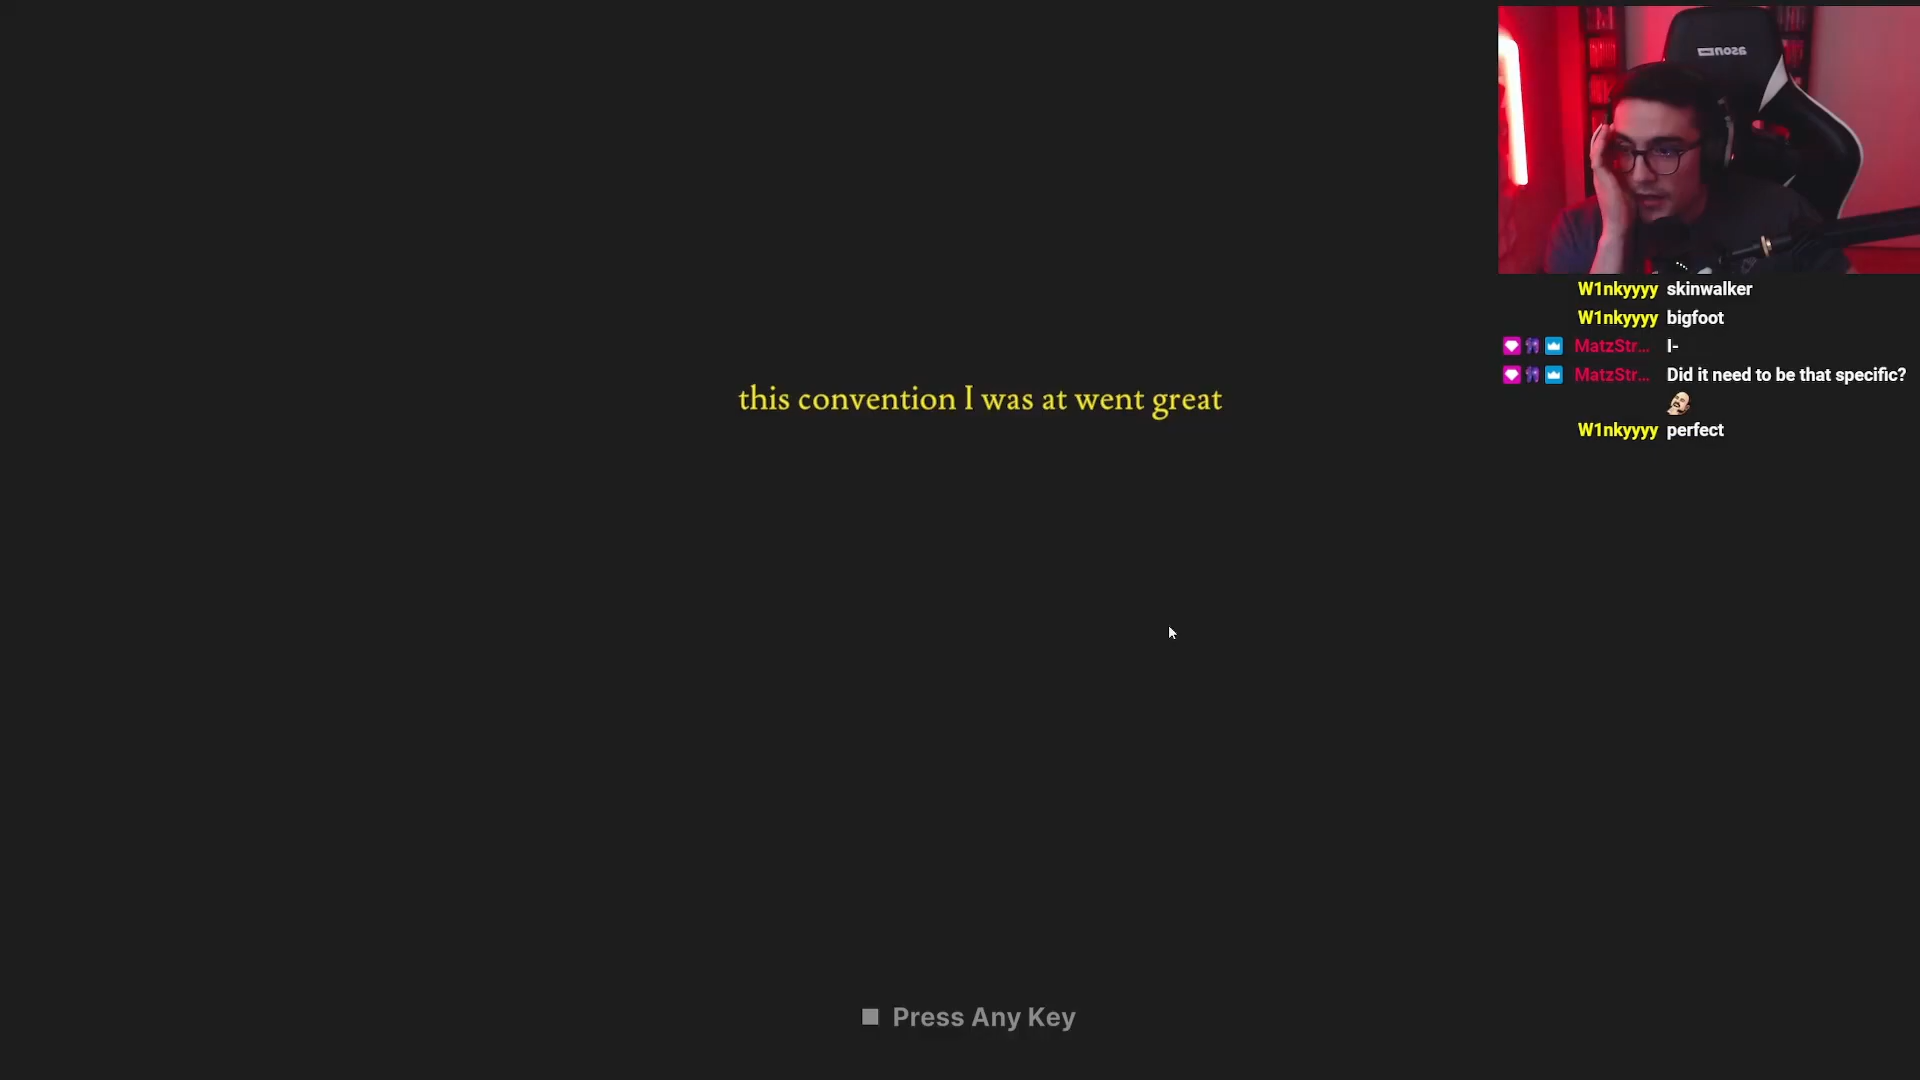 this convention I was at went great
W1nkyyyy skinwalker
W1nkyyyy bigfoot
MatzStr... I-
MatzStr... Did it need to be that specific?
W1nkyyyy perfect
Press Any Key